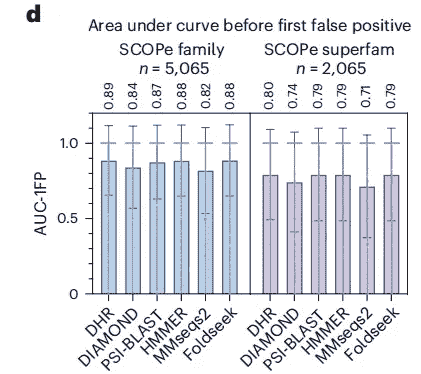 d
Area under curve before first false positive
SCOPe family
n = 5,065
SCOPe superfam
n = 2,065
0.89
0.84
0.87
0.88
0.82
0.88
0.80
0.74
0.79
0.79
0.71
0.79
AUC-1FP
1.0
0.5
0
DHR
DIAMOND
PSI-BLAST
HMMER
MMseqs2
Foldseek
DHR
DIAMOND
PSI-BLAST
HMMER
MMseqs2
Foldseek